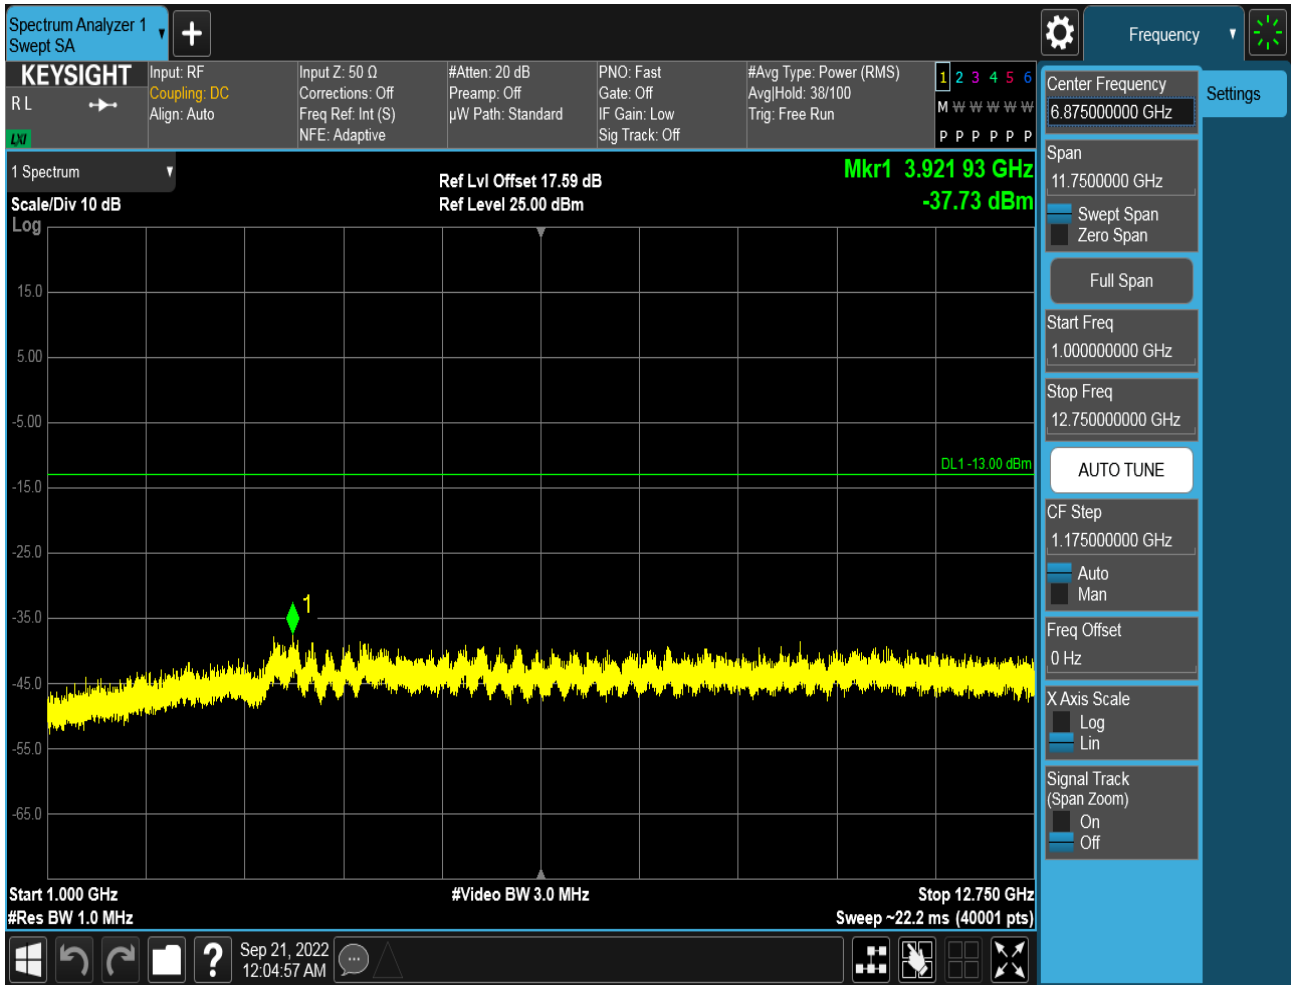 Spectrum Analyzer 1
Swept SA
Frequency
KEYSIGHT
R L
LXI
Input: RF
Coupling: DC
Align: Auto
Input Z: 50 Ω
Corrections: Off
Freq Ref: Int (S)
NFE: Adaptive
#Atten: 20 dB
Preamp: Off
µW Path: Standard
PNO: Fast
Gate: Off
IF Gain: Low
Sig Track: Off
#Avg Type: Power (RMS)
Avg|Hold: 38/100
Trig: Free Run
1 2 3 4 5 6
M W W W W W
P P P P P P
1 Spectrum
Scale/Div 10 dB
Log
Ref Lvl Offset 17.59 dB
Ref Level 25.00 dBm
Mkr1 3.921 93 GHz
-37.73 dBm
15.0
5.00
-5.00
DL1 -13.00 dBm
-15.0
-25.0
1
-35.0
-45.0
-55.0
-65.0
Start 1.000 GHz
#Res BW 1.0 MHz
#Video BW 3.0 MHz
Stop 12.750 GHz
Sweep ~22.2 ms (40001 pts)
?
Sep 21, 2022
12:04:57 AM
Center Frequency
6.875000000 GHz
Settings
Span
11.7500000 GHz
Swept Span
Zero Span
Full Span
Start Freq
1.000000000 GHz
Stop Freq
12.750000000 GHz
AUTO TUNE
CF Step
1.175000000 GHz
Auto
Man
Freq Offset
0 Hz
X Axis Scale
Log
Lin
Signal Track
(Span Zoom)
On
Off